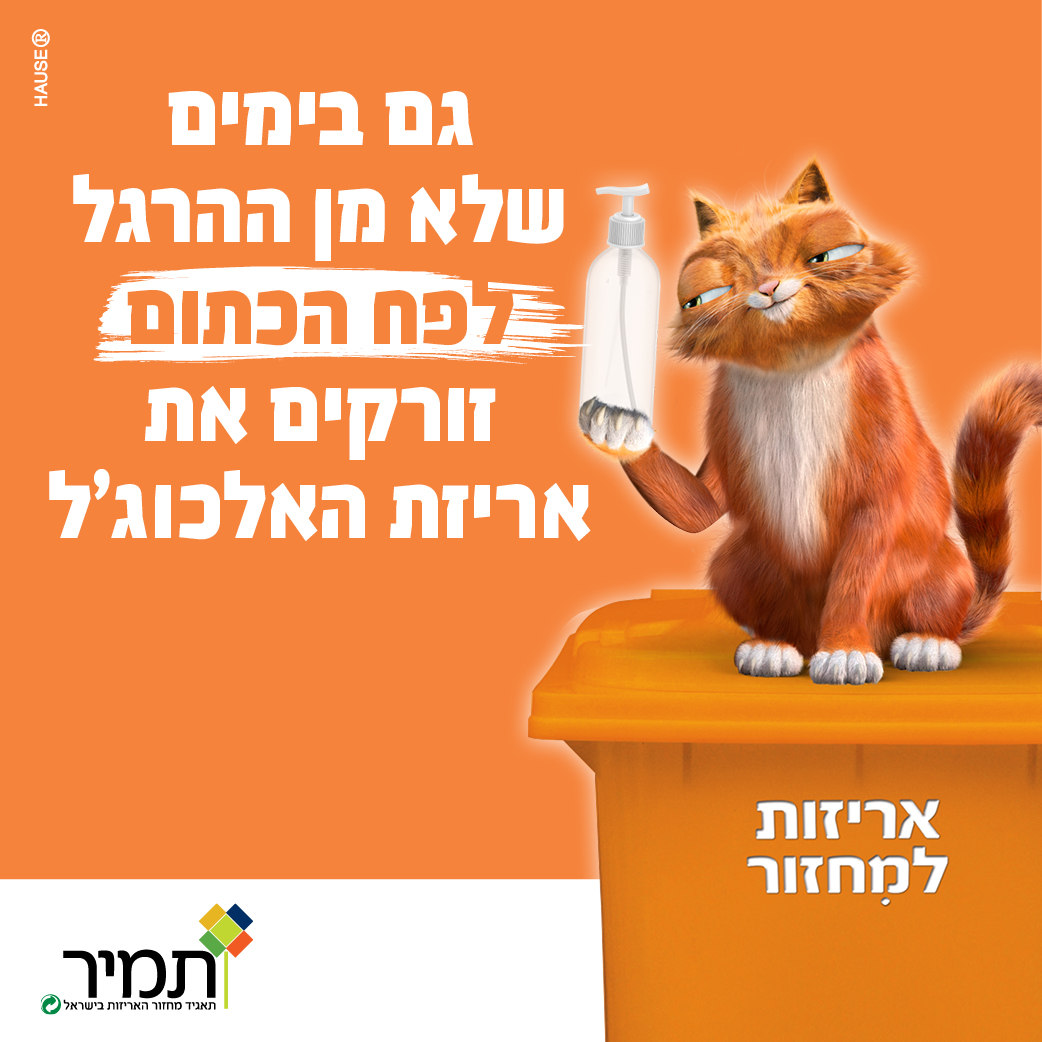 HAUSE®
גם בימים
שלא מן ההרגל
לפח הכתום
זורקים את
אריזת האלכוג'ל
אריזות
למִחזור
תמיר
תאגיד מחזור האריזות בישראל